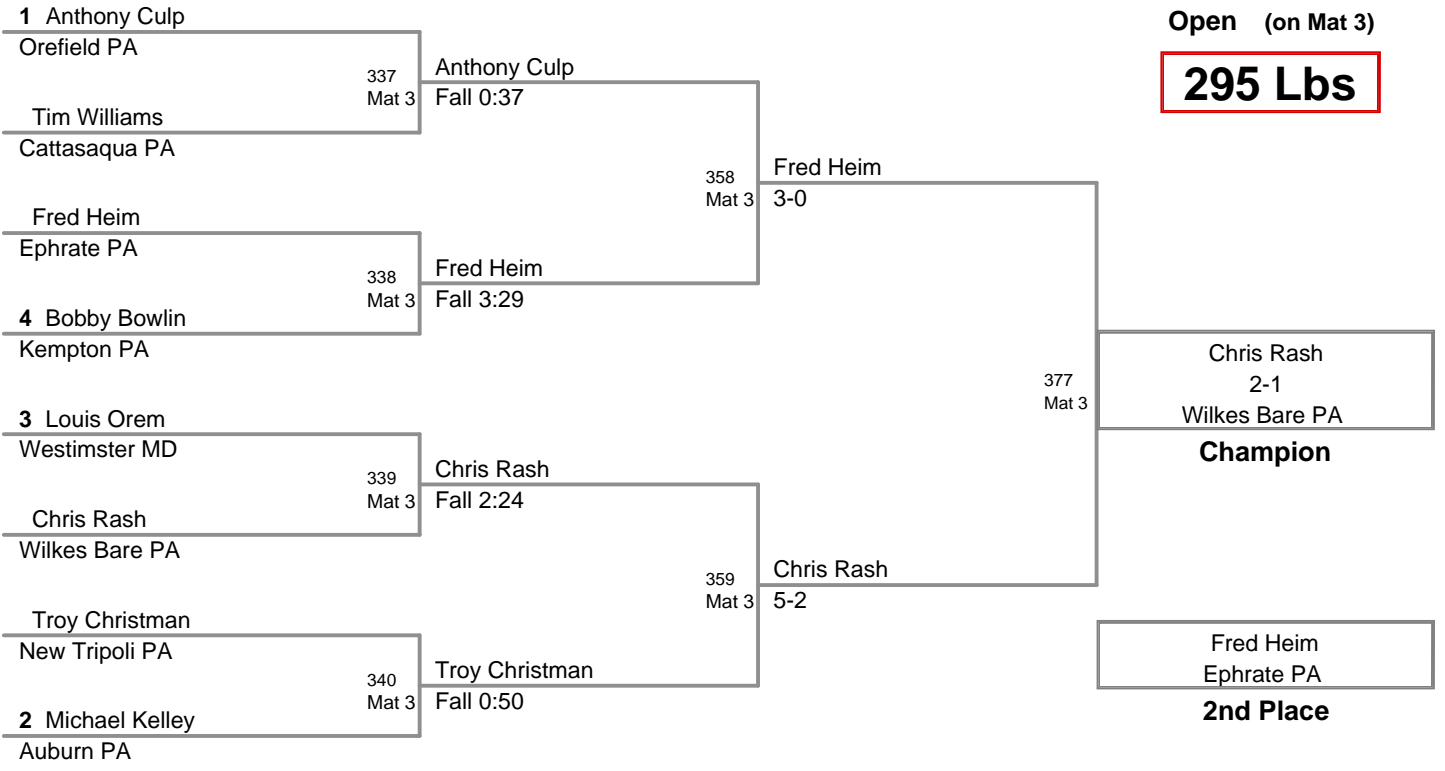 Open (on Mat 3)
295 Lbs
1 Anthony Culp
Orefield PA
337
Mat 3
Anthony Culp
Fall 0:37
Tim Williams
Cattasaqua PA
358
Mat 3
Fred Heim
3-0
Fred Heim
Ephrate PA
338
Mat 3
Fred Heim
Fall 3:29
4 Bobby Bowlin
Kempton PA
377
Mat 3
Chris Rash
2-1
Wilkes Bare PA
Champion
3 Louis Orem
Westimster MD
339
Mat 3
Chris Rash
Fall 2:24
Chris Rash
Wilkes Bare PA
359
Mat 3
Chris Rash
5-2
Troy Christman
New Tripoli PA
340
Mat 3
Troy Christman
Fall 0:50
2 Michael Kelley
Auburn PA
Fred Heim
Ephrate PA
2nd Place